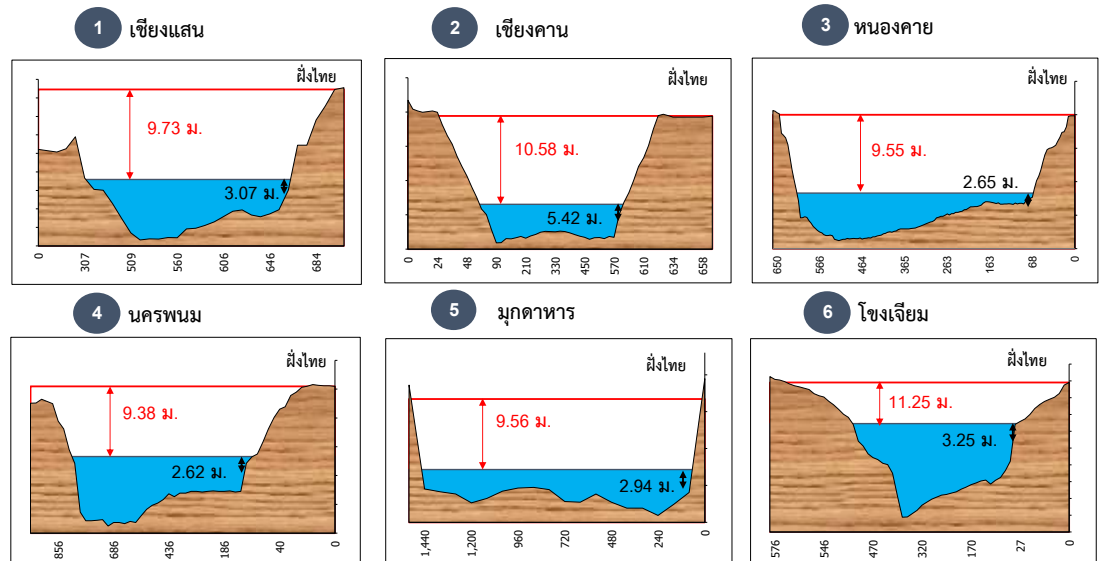 1 เชียงแสน
ฝั่งไทย
9.73 ม.
3.07 ม.
0 307 509 560 606 646 684
2 เชียงคาน
ฝั่งไทย
10.58 ม.
5.42 ม.
0 24 48 90 210 330 450 570 610 634 658
3 หนองคาย
ฝั่งไทย
9.55 ม.
2.65 ม.
650 566 464 365 263 163 68 0
4 นครพนม
ฝั่งไทย
9.38 ม.
2.62 ม.
856 686 436 186 40 0
5 มุกดาหาร
ฝั่งไทย
9.56 ม.
2.94 ม.
1,440 1,200 960 720 480 240 0
6 โขงเจียม
ฝั่งไทย
11.25 ม.
3.25 ม.
576 546 470 320 170 27 0